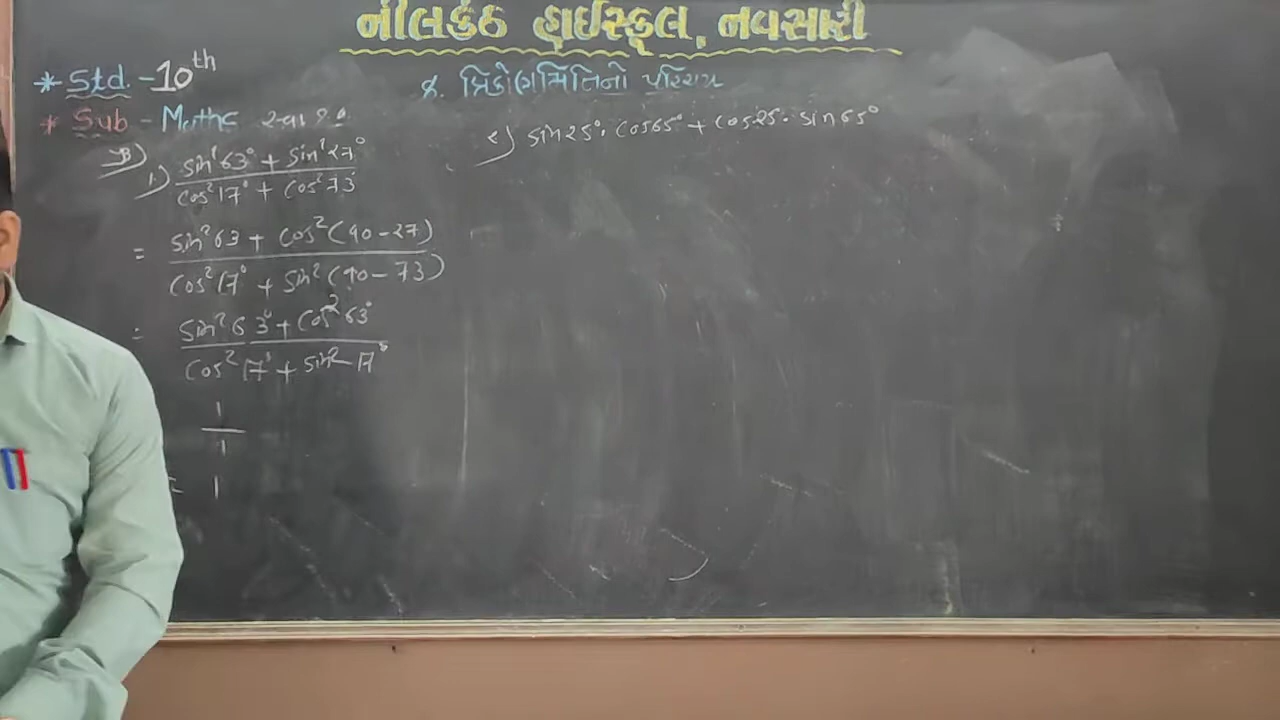 નીલકંઠ હાઈસ્કૂલ, નવસારી
* Std. - 10th
8. ત્રિકોણમિતિનો પરિચય
* Sub - Maths સ્વા
1) sin²63° + sin²27°
cos²17° + cos²73
= sin²63 + cos²(90-27)
cos²17° + sin²(90-73)
= sin²63° + cos²63°
cos²17° + sin²17°
1
1
= 1
૨) sin25°. cos65° + cos25. sin65°